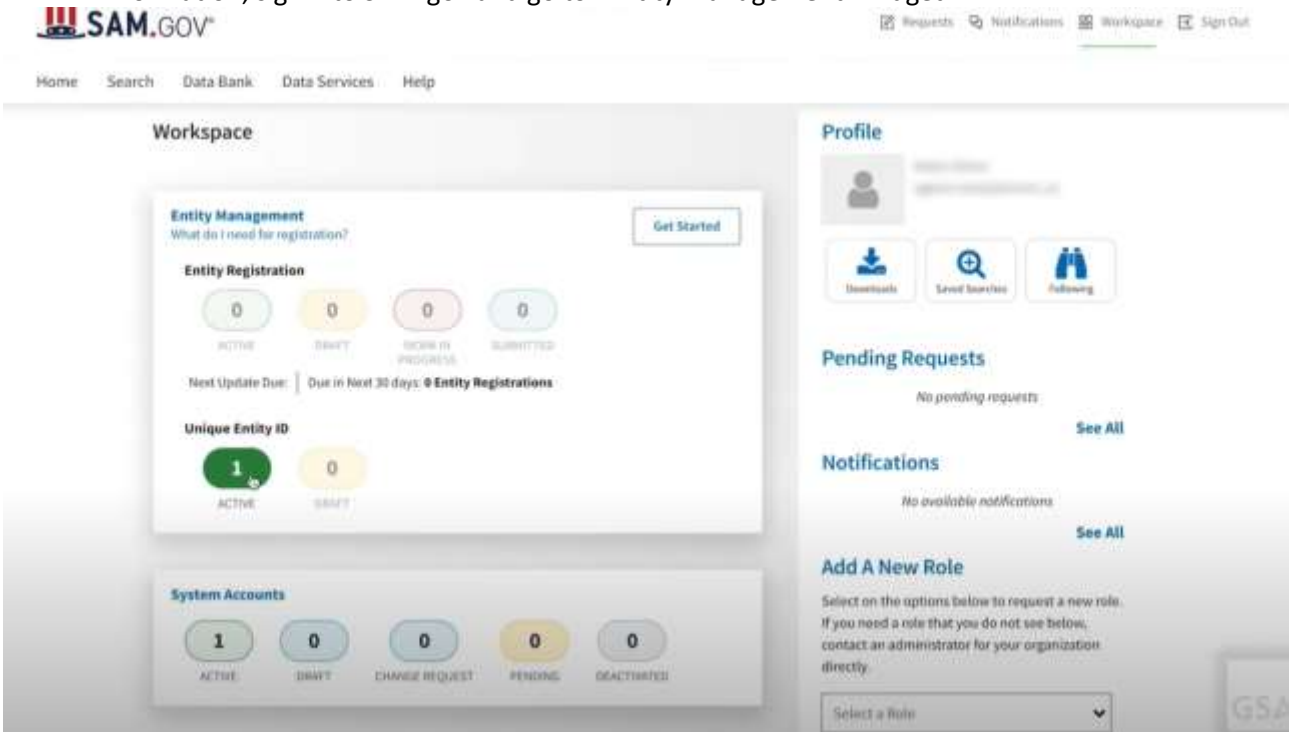 SAM.GOV®
Requests Notifications Workspace Sign Out
Home Search Data Bank Data Services Help
Workspace
Entity Management
What do I need for registration?
Get Started
Entity Registration
0 0 0 0
ACTIVE DRAFT WORK IN PROGRESS SUBMITTED
Next Update Due: Due in Next 30 days: 0 Entity Registrations
Unique Entity ID
1 0
ACTIVE DRAFT
System Accounts
1 0 0 0 0
ACTIVE DRAFT CHANGE REQUEST PENDING DEACTIVATED
Profile
Downloads Saved Searches Following
Pending Requests
No pending requests
See All
Notifications
No available notifications
See All
Add A New Role
Select on the options below to request a new role.
If you need a role that you do not see below,
contact an administrator for your organization
directly.
Select a Role
GSA